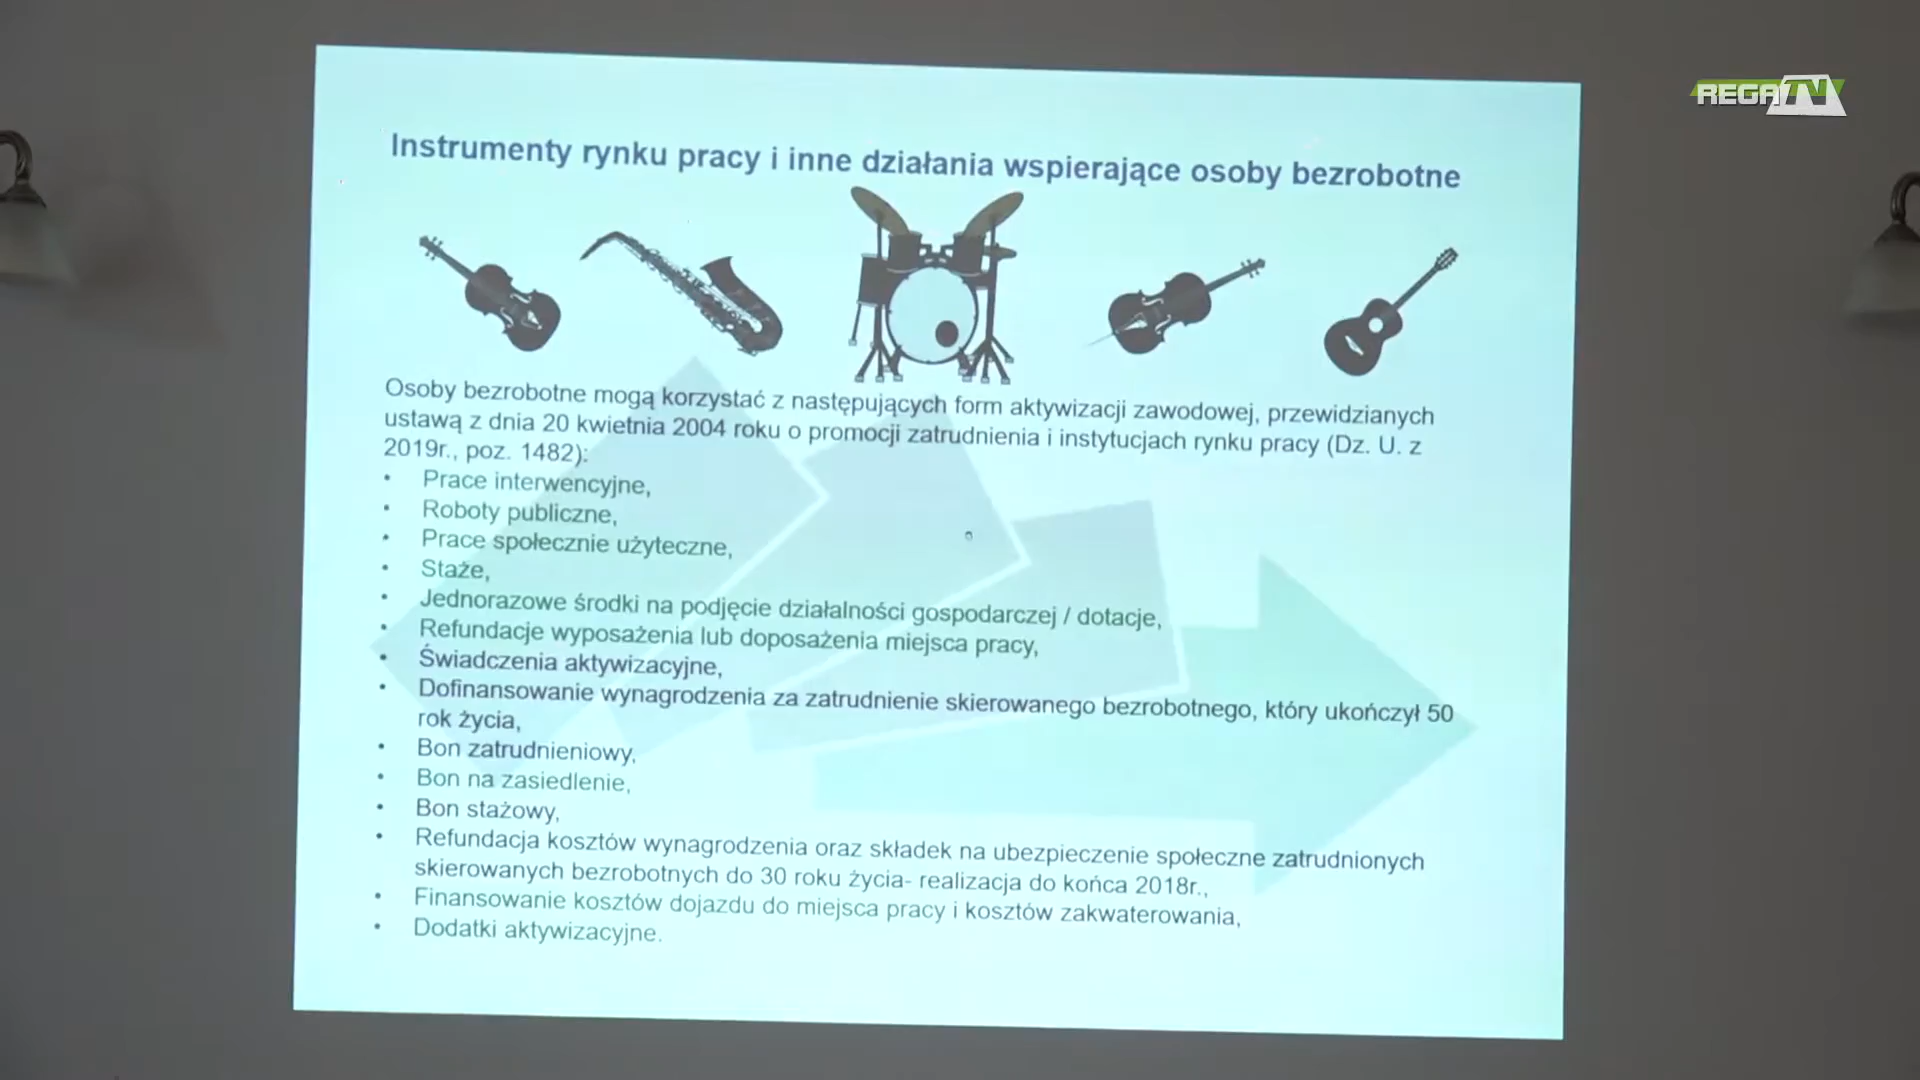 REGA TV
Instrumenty rynku pracy i inne działania wspierające osoby bezrobotne
Osoby bezrobotne mogą korzystać z następujących form aktywizacji zawodowej, przewidzianych
ustawą z dnia 20 kwietnia 2004 roku o promocji zatrudnienia i instytucjach rynku pracy (Dz. U. z
2019r., poz. 1482):
• Prace interwencyjne,
• Roboty publiczne,
• Prace społecznie użyteczne,
• Staże,
• Jednorazowe środki na podjęcie działalności gospodarczej / dotacje,
• Refundacje wyposażenia lub doposażenia miejsca pracy,
• Świadczenia aktywizacyjne,
• Dofinansowanie wynagrodzenia za zatrudnienie skierowanego bezrobotnego, który ukończył 50
rok życia,
• Bon zatrudnieniowy,
• Bon na zasiedlenie,
• Bon stażowy,
• Refundacja kosztów wynagrodzenia oraz składek na ubezpieczenie społeczne zatrudnionych
skierowanych bezrobotnych do 30 roku życia- realizacja do końca 2018r.,
• Finansowanie kosztów dojazdu do miejsca pracy i kosztów zakwaterowania,
• Dodatki aktywizacyjne.